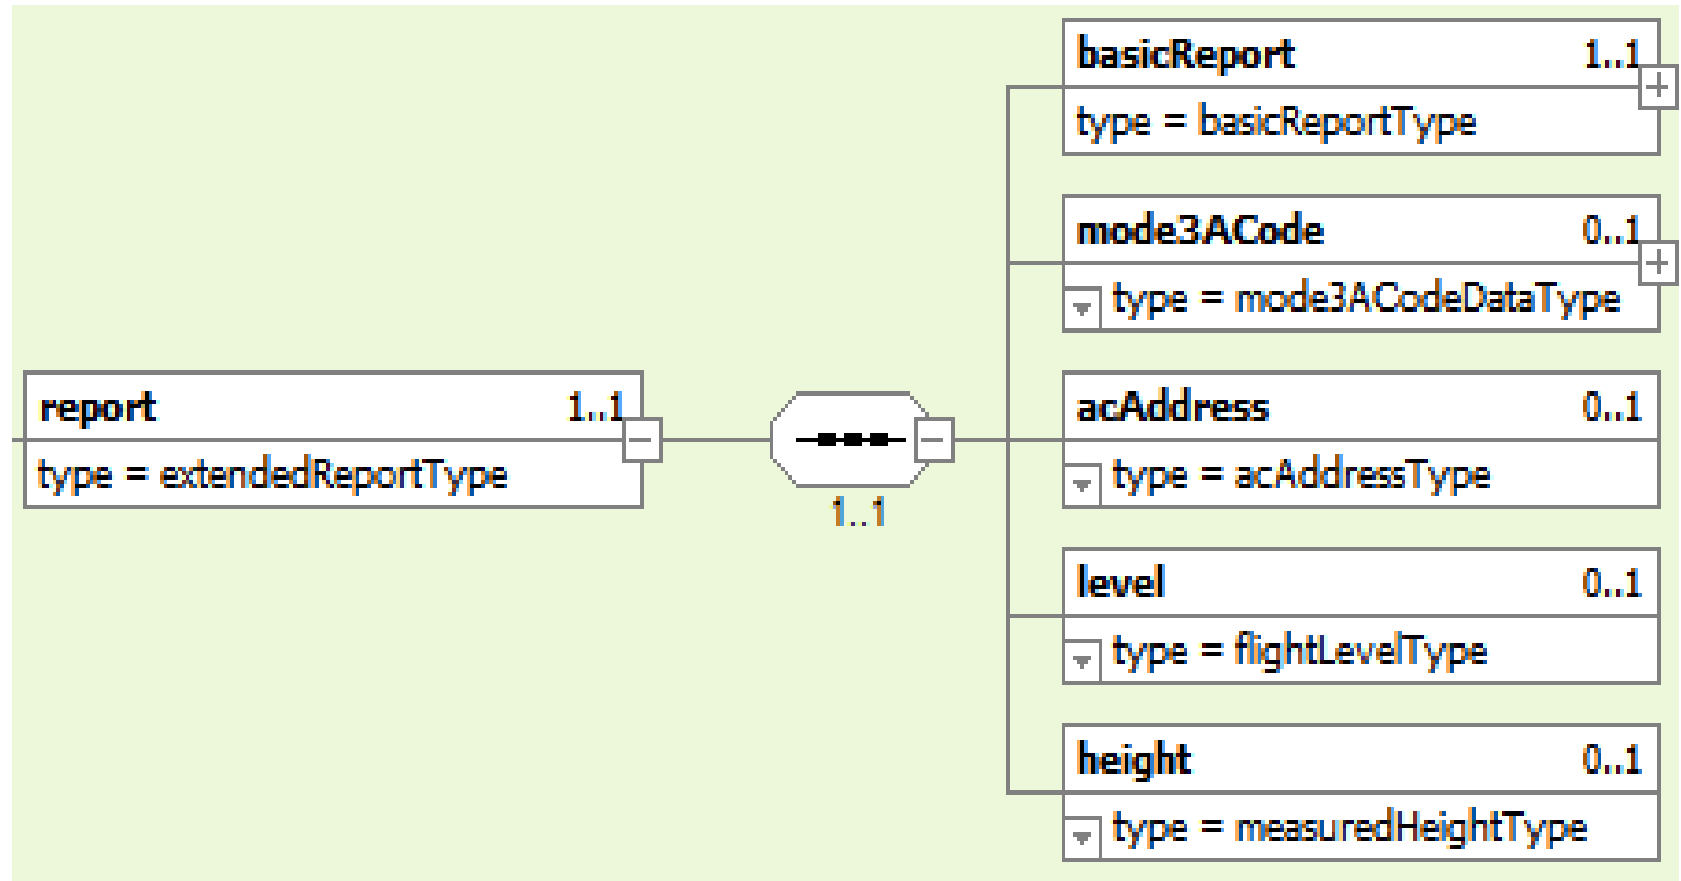 basicReport 1..1
type = basicReportType
mode3ACode 0..1
type = mode3ACodeDataType
report 1..1
type = extendedReportType
1..1
acAddress 0..1
type = acAddressType
level 0..1
type = flightLevelType
height 0..1
type = measuredHeightType